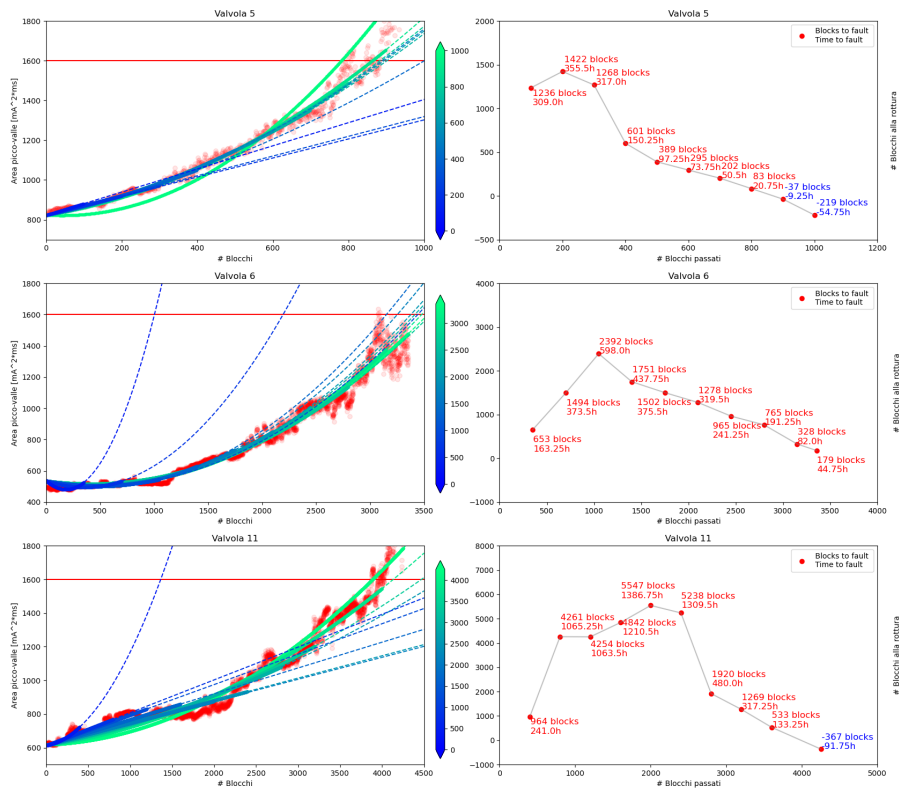 Valvola 5
Area picco-valle [mA^2*ms]
1800
1600
1400
1200
1000
800
0
200
400
600
800
1000
# Blocchi
1000
800
600
400
200
0
Valvola 5
2000
1500
1000
500
0
-500
0
200
400
600
800
1000
1200
# Blocchi passati
# Blocchi alla rottura
Blocks to fault
Time to fault
1236 blocks
309.0h
1422 blocks
355.5h
1268 blocks
317.0h
601 blocks
150.25h
389 blocks
97.25h
295 blocks
73.75h
202 blocks
50.5h
83 blocks
20.75h
-37 blocks
-9.25h
-219 blocks
-54.75h
Valvola 6
Area picco-valle [mA^2*ms]
1800
1600
1400
1200
1000
800
600
400
0
500
1000
1500
2000
2500
3000
3500
# Blocchi
3000
2500
2000
1500
1000
500
0
Valvola 6
4000
3000
2000
1000
0
-1000
0
500
1000
1500
2000
2500
3000
3500
4000
# Blocchi passati
# Blocchi alla rottura
Blocks to fault
Time to fault
653 blocks
163.25h
1494 blocks
373.5h
2392 blocks
598.0h
1751 blocks
437.75h
1502 blocks
375.5h
1278 blocks
319.5h
965 blocks
241.25h
765 blocks
191.25h
328 blocks
82.0h
179 blocks
44.75h
Valvola 11
Area picco-valle [mA^2*ms]
1800
1600
1400
1200
1000
800
600
0
500
1000
1500
2000
2500
3000
3500
4000
4500
# Blocchi
4000
3500
3000
2500
2000
1500
1000
500
0
Valvola 11
8000
7000
6000
5000
4000
3000
2000
1000
0
-1000
0
1000
2000
3000
4000
5000
# Blocchi passati
# Blocchi alla rottura
Blocks to fault
Time to fault
964 blocks
241.0h
4261 blocks
1065.25h
4254 blocks
1063.5h
4842 blocks
1210.5h
5547 blocks
1386.75h
5238 blocks
1309.5h
1920 blocks
480.0h
1269 blocks
317.25h
533 blocks
133.25h
-367 blocks
-91.75h